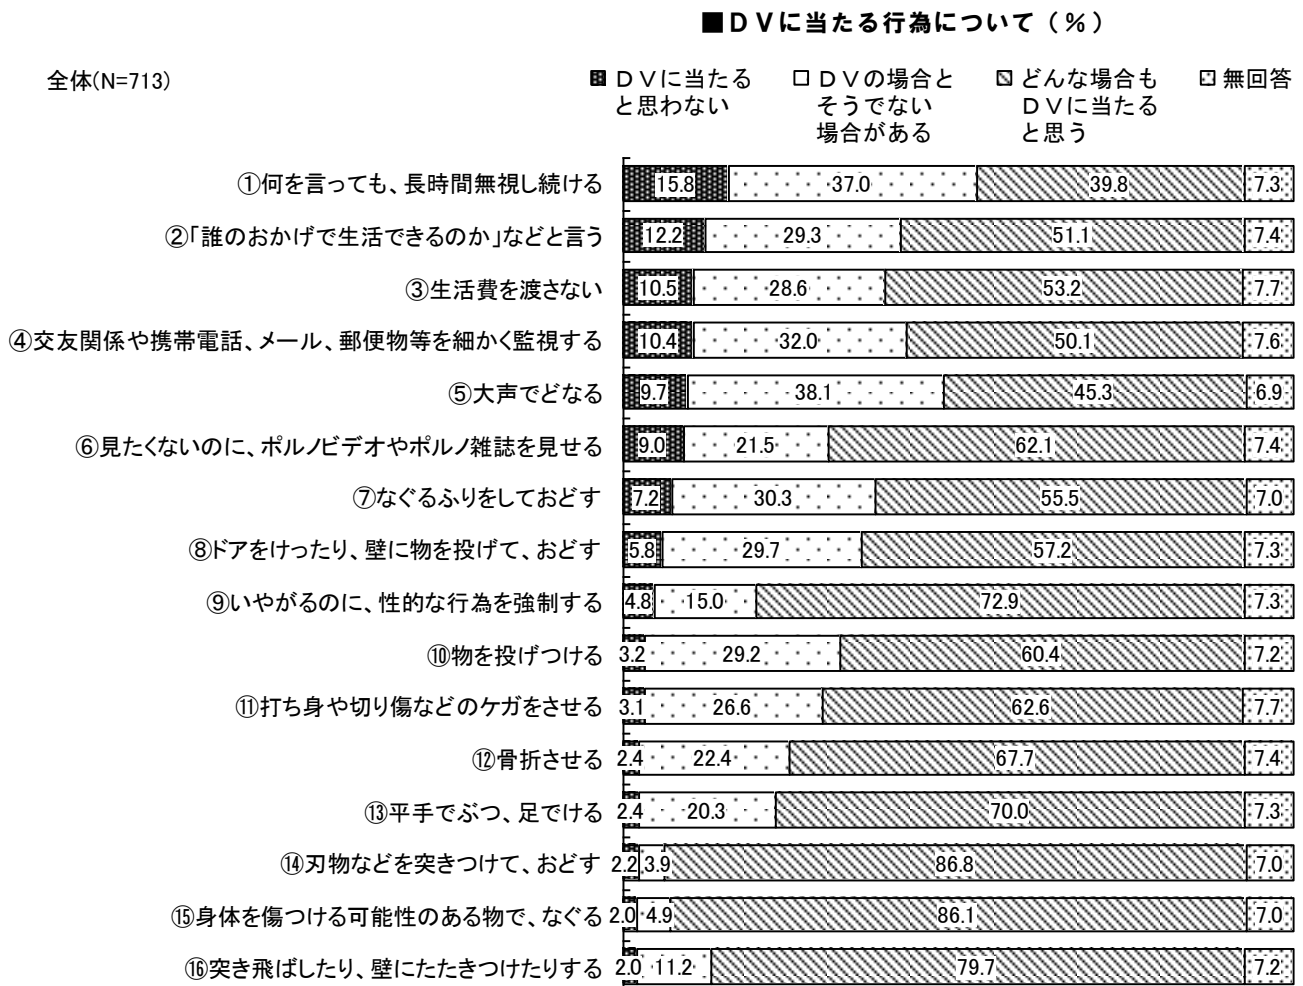 ■ＤＶに当たる行為について（％）
全体(N=713)
ＤＶに当たる
と思わない
ＤＶの場合と
そうでない
場合がある
どんな場合も
ＤＶに当たる
と思う
無回答
①何を言っても、長時間無視し続ける 15.8 37.0 39.8 7.3
②「誰のおかげで生活できるのか」などと言う 12.2 29.3 51.1 7.4
③生活費を渡さない 10.5 28.6 53.2 7.7
④交友関係や携帯電話、メール、郵便物等を細かく監視する 10.4 32.0 50.1 7.6
⑤大声でどなる 9.7 38.1 45.3 6.9
⑥見たくないのに、ポルノビデオやポルノ雑誌を見せる 9.0 21.5 62.1 7.4
⑦なぐるふりをしておどす 7.2 30.3 55.5 7.0
⑧ドアをけったり、壁に物を投げて、おどす 5.8 29.7 57.2 7.3
⑨いやがるのに、性的な行為を強制する 4.8 15.0 72.9 7.3
⑩物を投げつける 3.2 29.2 60.4 7.2
⑪打ち身や切り傷などのケガをさせる 3.1 26.6 62.6 7.7
⑫骨折させる 2.4 22.4 67.7 7.4
⑬平手でぶつ、足でける 2.4 20.3 70.0 7.3
⑭刃物などを突きつけて、おどす 2.2 3.9 86.8 7.0
⑮身体を傷つける可能性のある物で、なぐる 2.0 4.9 86.1 7.0
⑯突き飛ばしたり、壁にたたきつけたりする 2.0 11.2 79.7 7.2